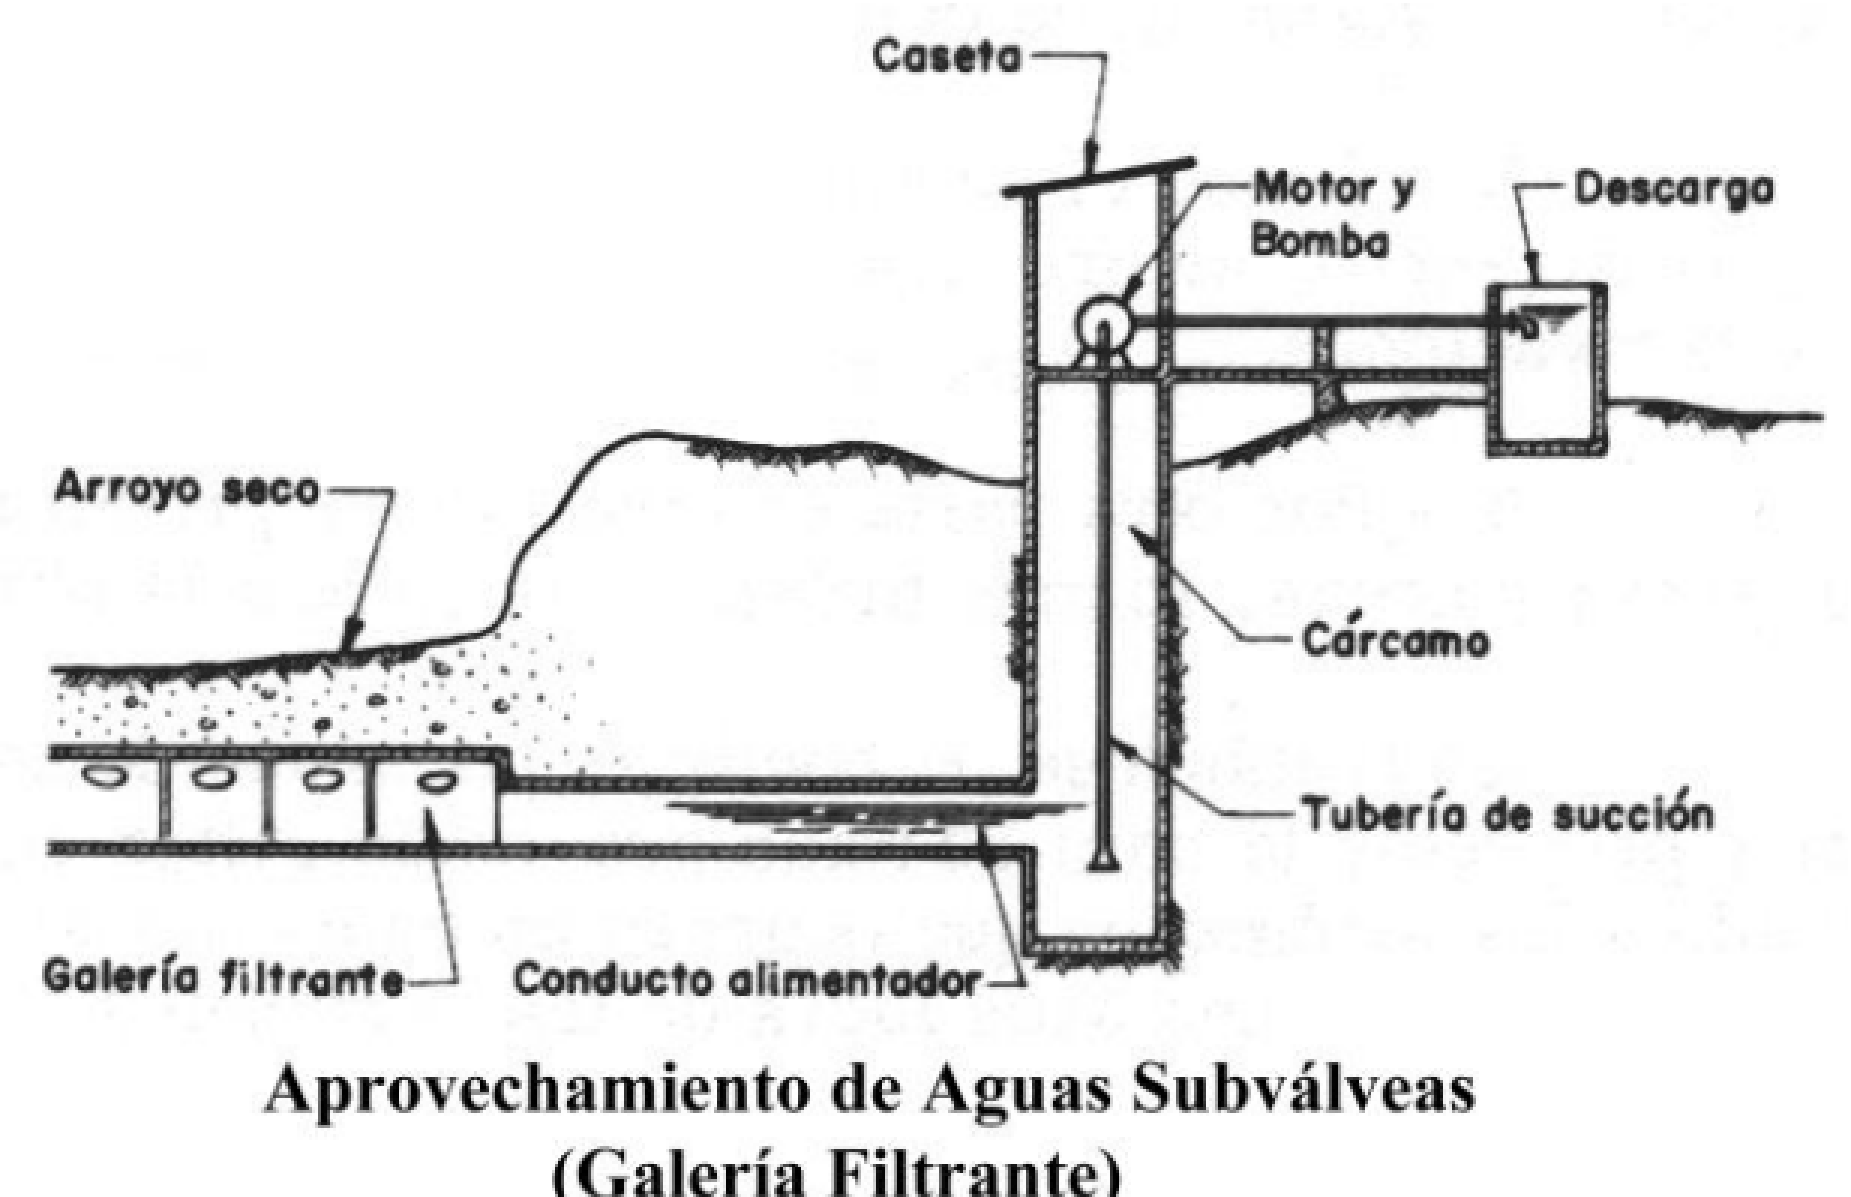 Caseta
Motor y
Bomba
Descarga
Arroyo seco
Cárcamo
Tubería de succión
Galería filtrante
Conducto alimentador
Aprovechamiento de Aguas Subválveas
(Galería Filtrante)